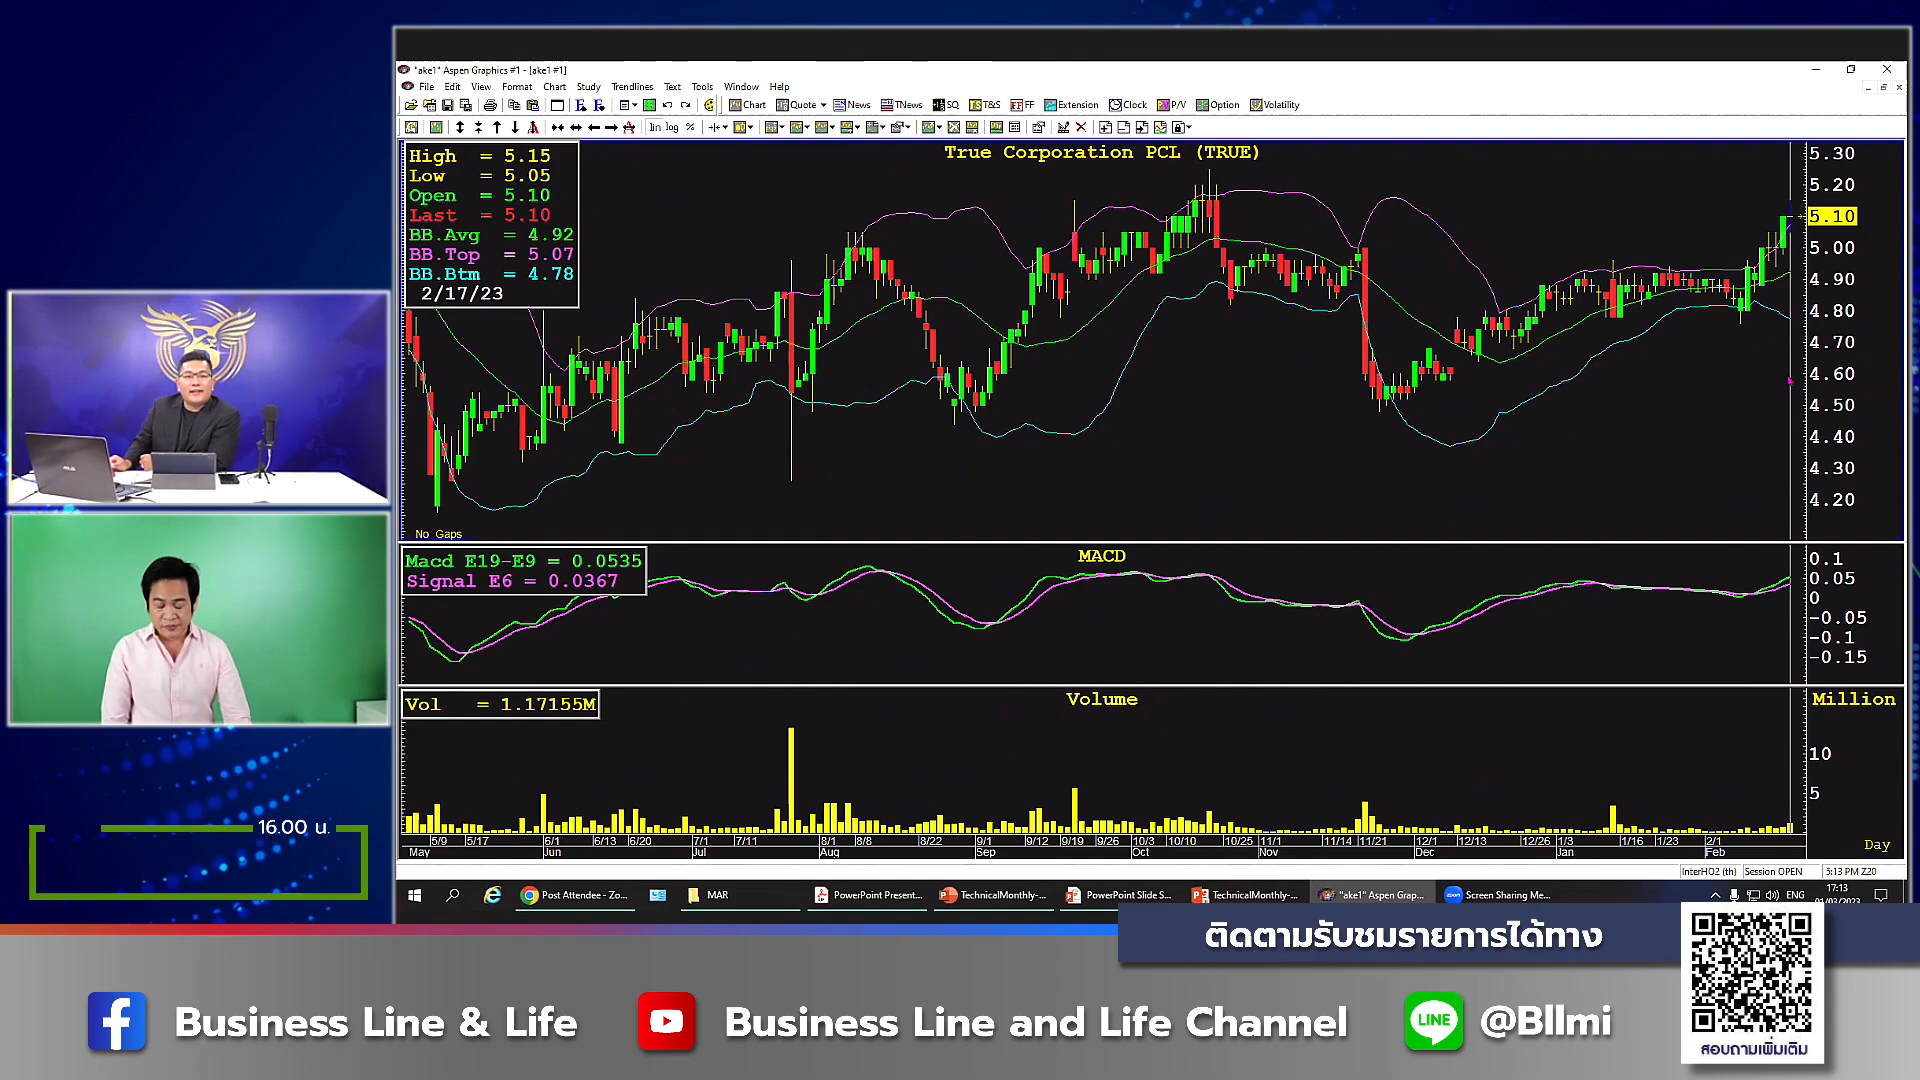 "ake1" Aspen Graphics #1 - [ake1 #1]
File Edit View Format Chart Study Trendlines Text Tools Window Help
Chart Quote News TNews SQ T&S FF Extension Clock P/V Option Volatility
lin log %
True Corporation PCL (TRUE)
High = 5.15
Low = 5.05
Open = 5.10
Last = 5.10
BB.Avg = 4.92
BB.Top = 5.07
BB.Btm = 4.78
2/17/23
5.30
5.20
5.10
5.00
4.90
4.80
4.70
4.60
4.50
4.40
4.30
4.20
No Gaps
MACD
Macd E19-E9 = 0.0535
Signal E6 = 0.0367
0.1
0.05
0
-0.05
-0.1
-0.15
Volume
Vol = 1.17155M
Million
10
5
5/9 5/17 6/1 6/13 6/20 7/1 7/11 8/1 8/8 8/22 9/1 9/12 9/19 9/26 10/3 10/10 10/25 11/1 11/14 11/21 12/1 12/13 12/26 1/3 1/16 1/23 2/1
May Jun Jul Aug Sep Oct Nov Dec Jan Feb
Day
InterHO2 (th) Session OPEN 5:13 PM Z20
Post Attendee - Zo... MAR PowerPoint Present... TechnicalMonthly-... PowerPoint Slide S... TechnicalMonthly-... "ake1" Aspen Grap... Screen Sharing Me... ENG 17:13
01/03/2023
16.00 น.
ติดตามรับชมรายการได้ทาง
Business Line & Life
Business Line and Life Channel
LINE
@Bllmi
สอบถามเพิ่มเติม